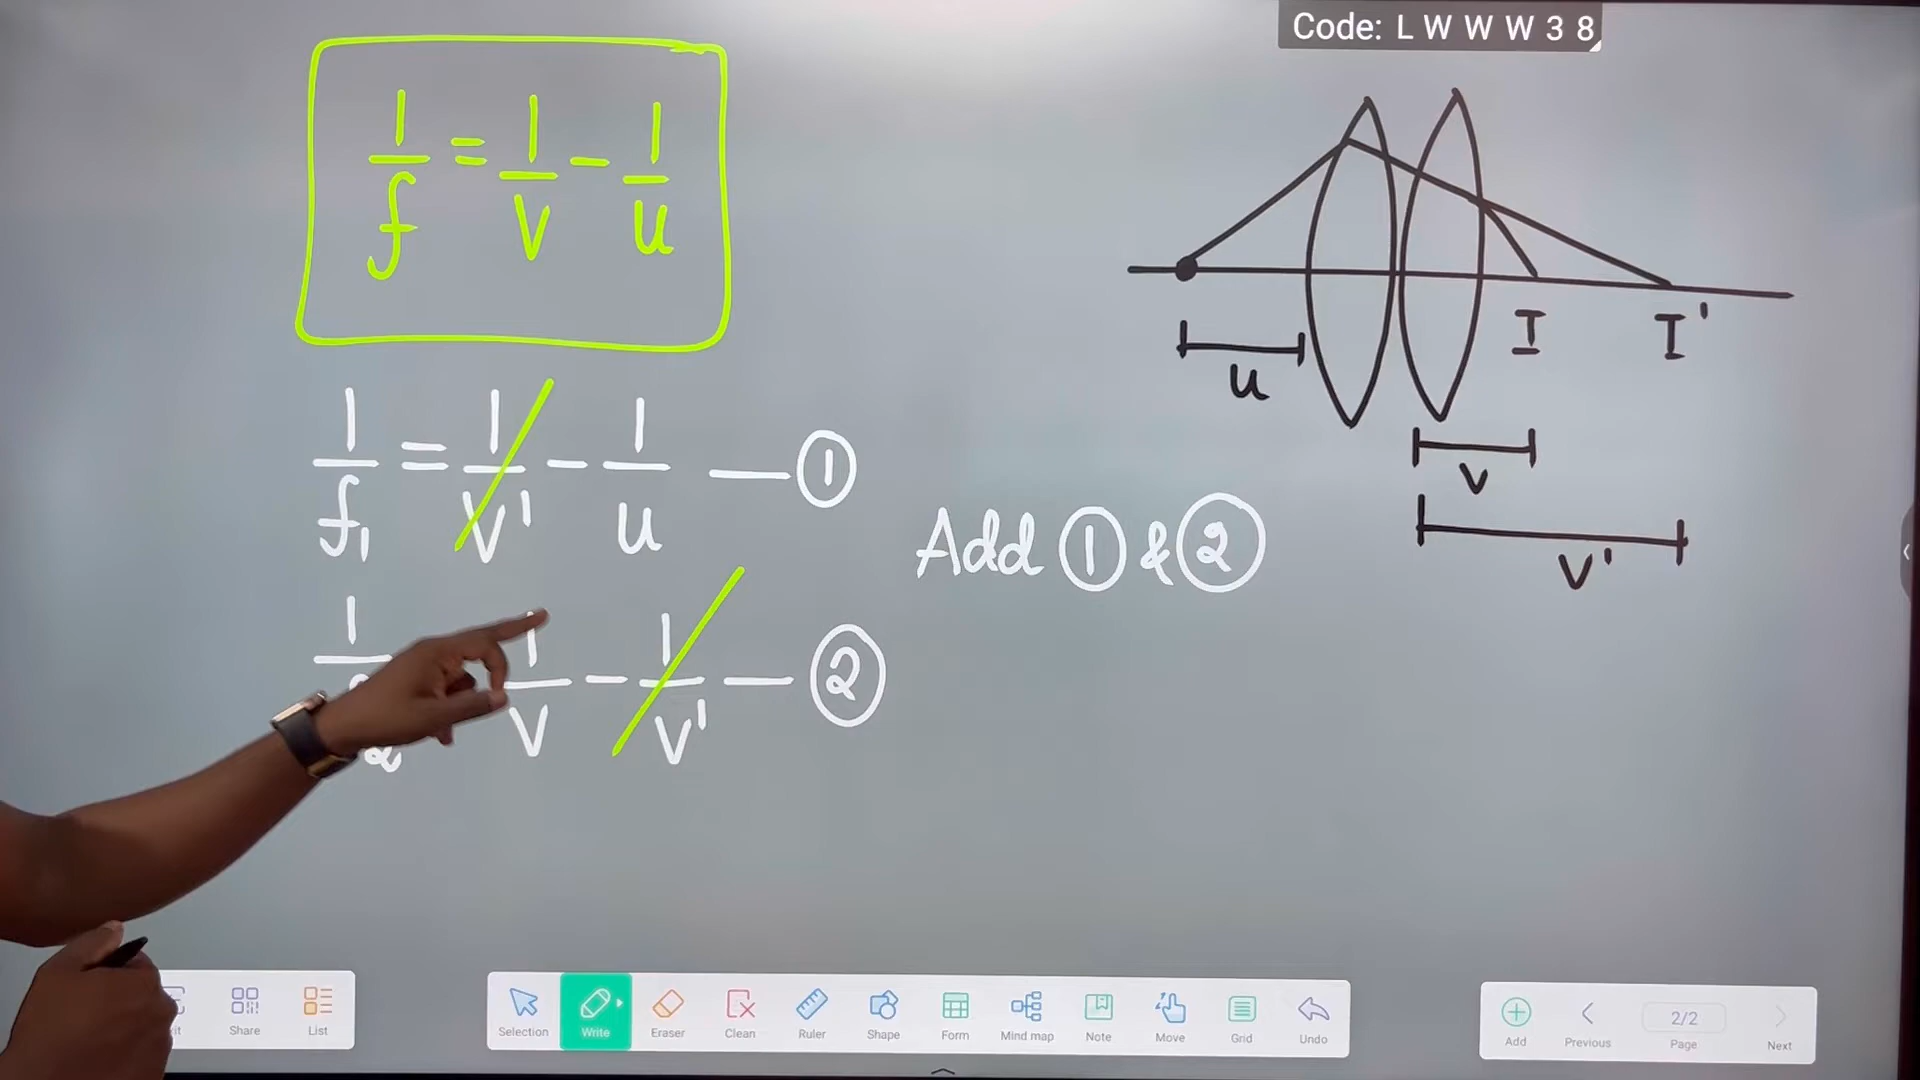 Code: L W W W 3 8
1/f = 1/v - 1/u
1/f₁ = 1/v' - 1/u — ①
1/ 1/v - 1/v' — ②
Add ① & ②
I I'
u
v
v'
Share List
Selection Write Eraser Clean Ruler Shape Form Mind map Note Move Grid Undo
Add Previous 2/2 Page Next